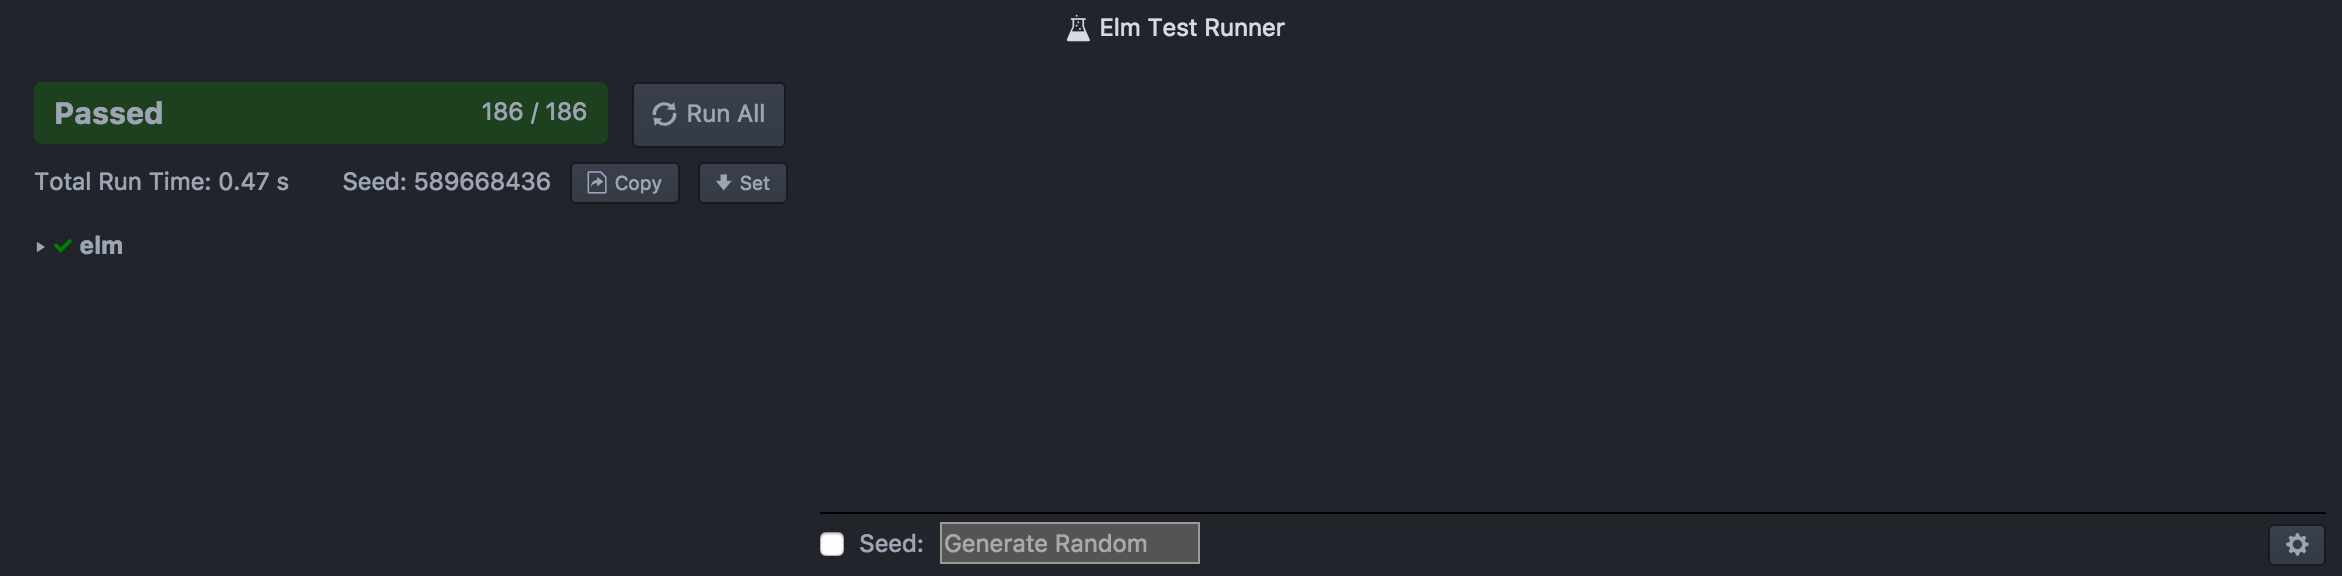 Elm Test Runner
Passed 186 / 186 Run All
Total Run Time: 0.47 s Seed: 589668436 Copy Set
elm
Seed: Generate Random